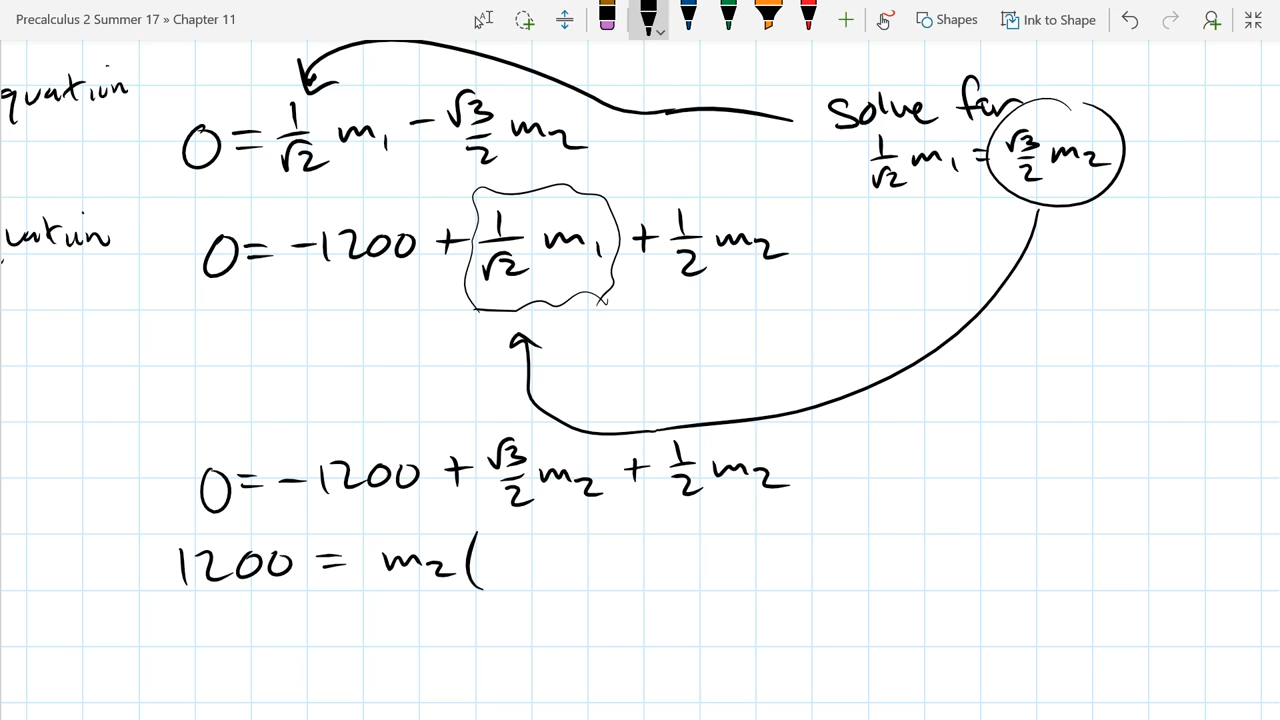 Precalculus 2 Summer 17 » Chapter 11
Shapes
Ink to Shape
solve for
0 = 1/√2 m₁ - √3/2 m₂
1/√2 m₁ = √3/2 m₂
0 = -1200 + 1/√2 m₁ + 1/2 m₂
0 = -1200 + √3/2 m₂ + 1/2 m₂
1200 = m₂(